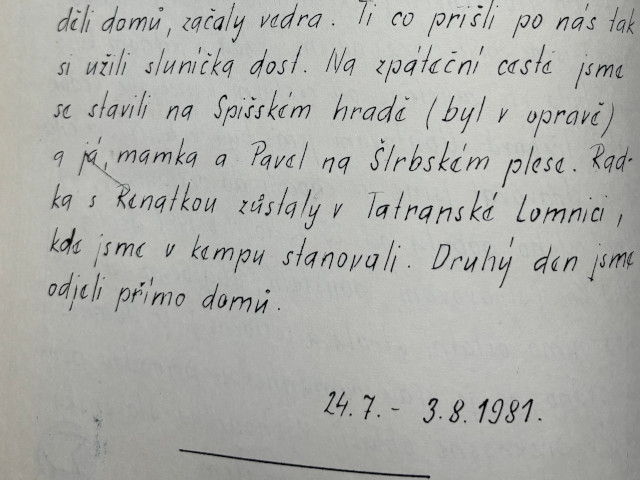 děli domů, začaly vedra. Ti co přišli po nás tak
si užili sluníčka dost. Na zpáteční cestě jsme
se stavili na Spišském hradě (byl v opravě)
a já, mamka a Pavel na Štrbském plese. Rad-
ka s Renatkou zůstaly v Tatranské Lomnici,
kde jsme v kempu stanovali. Druhý den jsme
odjeli přímo domů.
24.7. - 3.8.1981.